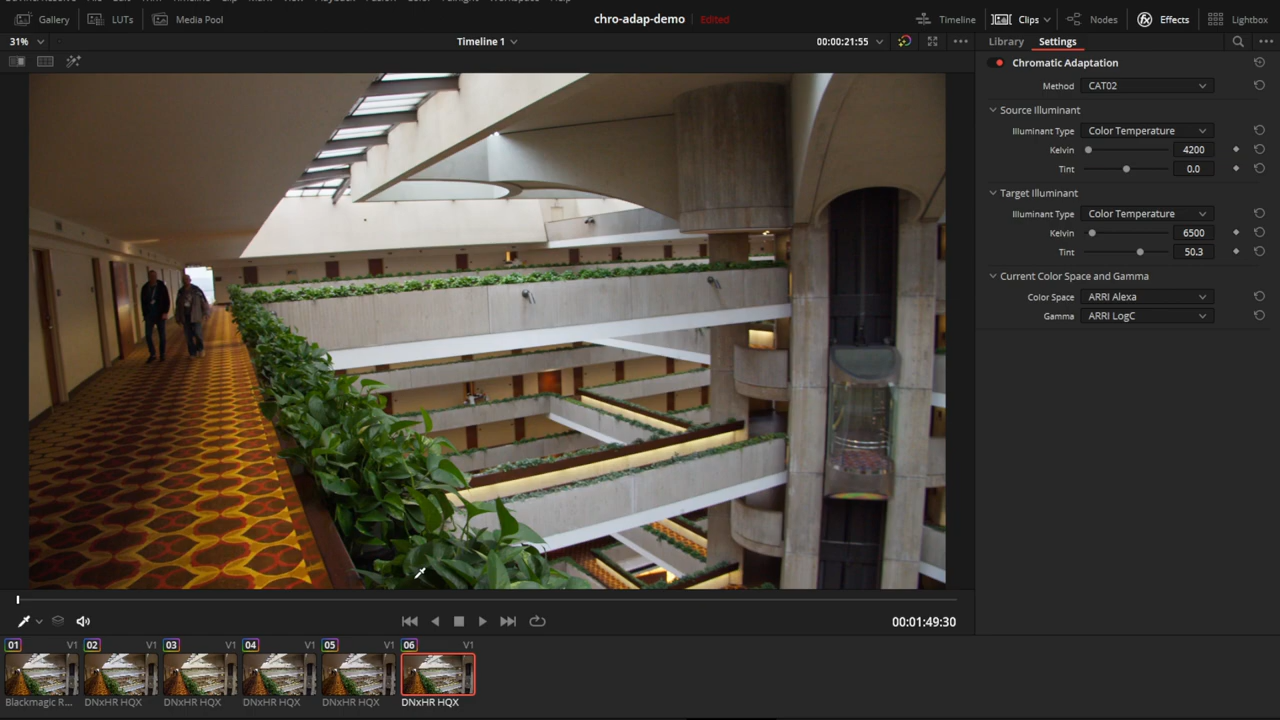 Gallery LUTs Media Pool chro-adap-demo Edited Timeline Clips Nodes Effects Lightbox
31% Timeline 1 00:00:21:55 Library Settings
Chromatic Adaptation
Method CAT02
Source Illuminant
Illuminant Type Color Temperature
Kelvin 4200
Tint 0.0
Target Illuminant
Illuminant Type Color Temperature
Kelvin 6500
Tint 50.3
Current Color Space and Gamma
Color Space ARRI Alexa
Gamma ARRI LogC
00:01:49:30
01 V1 02 V1 03 V1 04 V1 05 V1 06 V1
Blackmagic R... DNxHR HQX DNxHR HQX DNxHR HQX DNxHR HQX DNxHR HQX